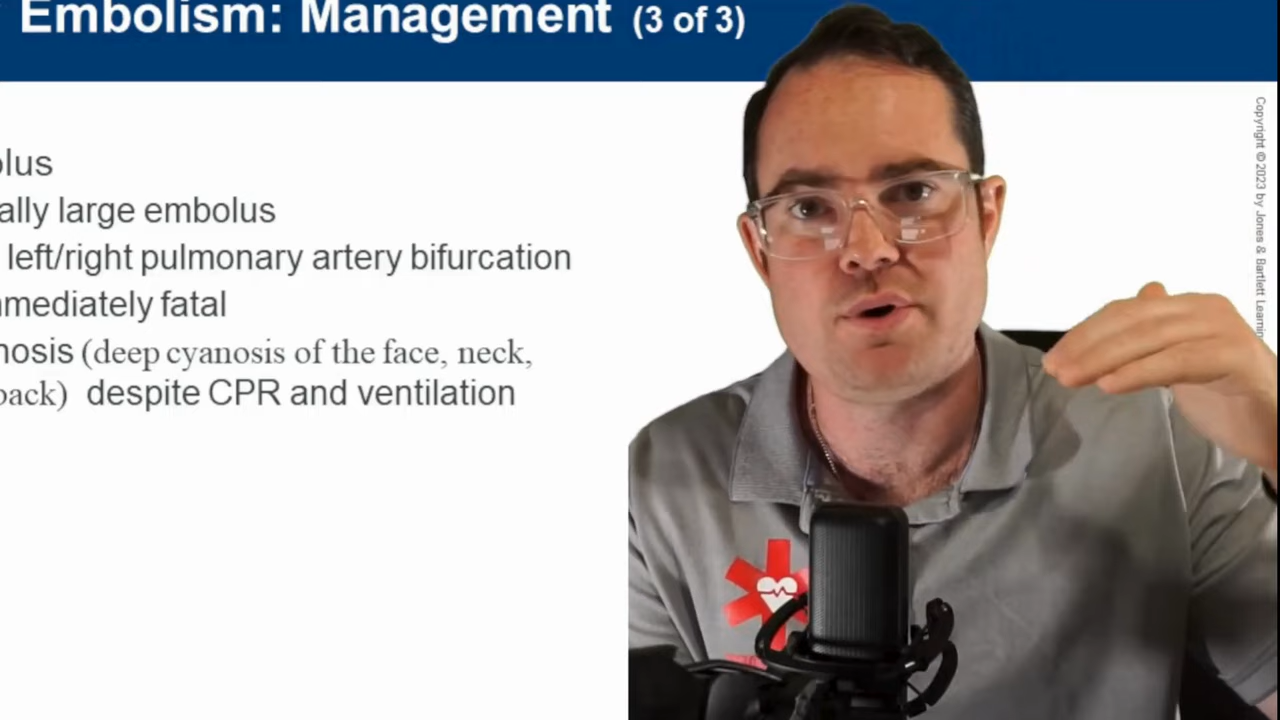 Embolism: Management (3 of 3)
olus
ally large embolus
left/right pulmonary artery bifurcation
mmediately fatal
nosis (deep cyanosis of the face, neck,
back) despite CPR and ventilation
Copyright © 2023 by Jones & Bartlett Learnin